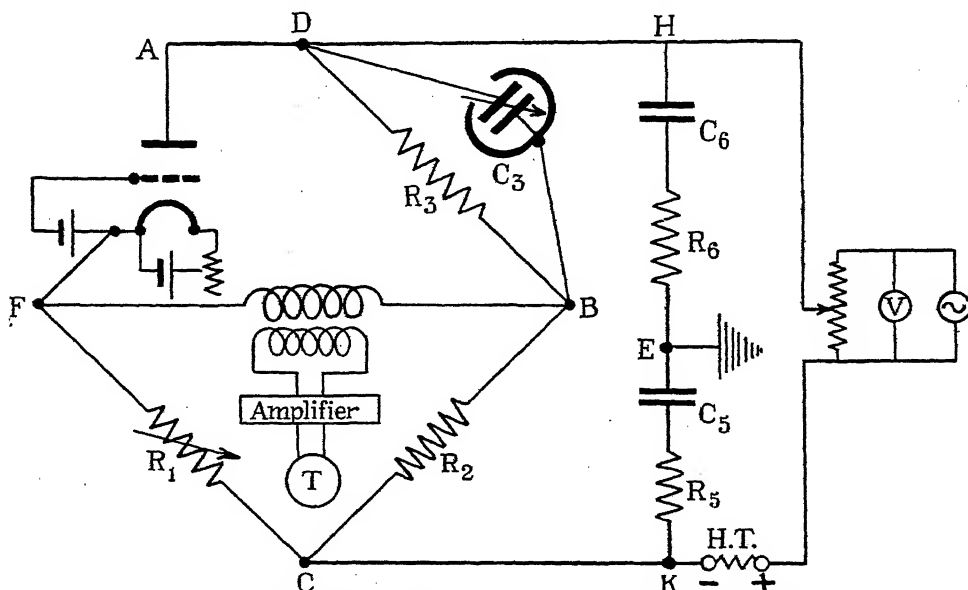 D
H
A
C₃
C₆
R₃
R₆
F
B
E
V
Amplifier
C₅
R₁
T
R₂
R₅
H.T.
C
K
- +